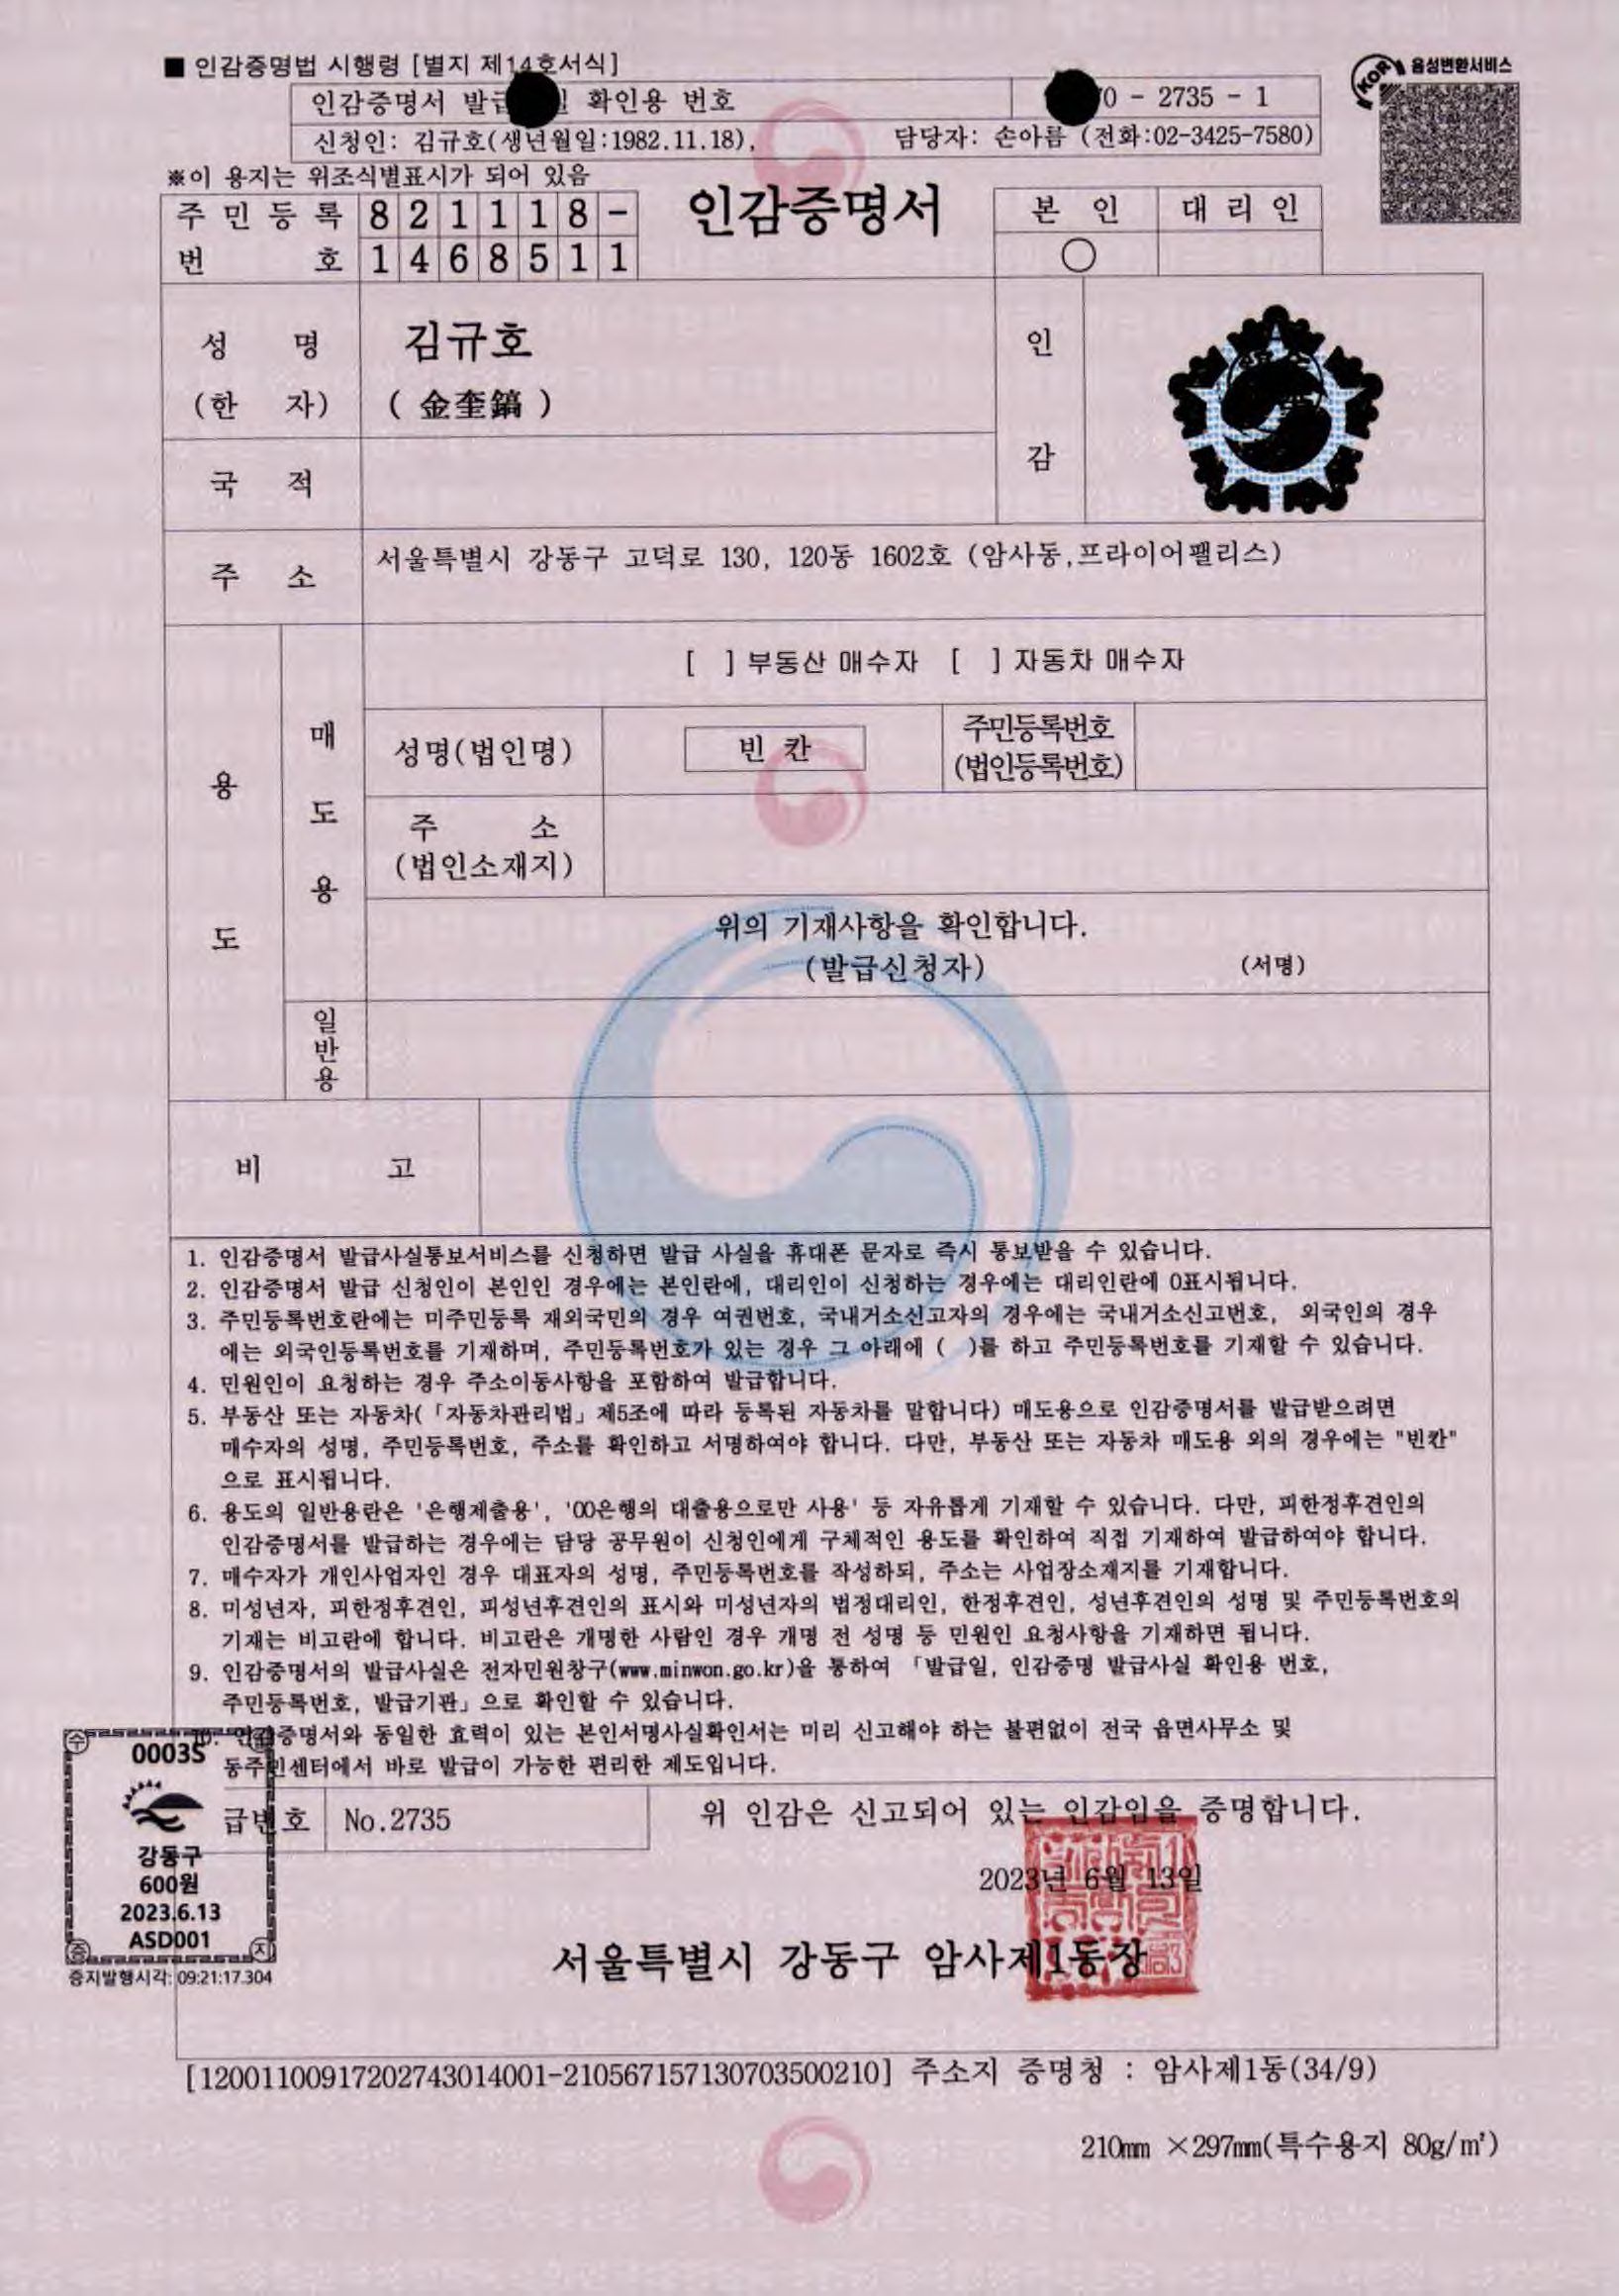 ■ 인감증명법 시행령 [별지 제14호서식]
음성변환서비스
KOR
인감증명서 발급 확인용 번호
0 - 2735 - 1
신청인: 김규호(생년월일:1982.11.18), 담당자: 손아름 (전화:02-3425-7580)
※이 용지는 위조식별표시가 되어 있음
주민등록번호 821118-1468511
인감증명서
본 인 대 리 인
○
성 명 김규호
(한 자) ( 金奎鎬 )
인 감
국 적
주 소 서울특별시 강동구 고덕로 130, 120동 1602호 (암사동,프라이어팰리스)
용 도
매 도 용
[ ] 부동산 매수자 [ ] 자동차 매수자
성명(법인명) 빈 칸 주민등록번호
(법인등록번호)
주 소
(법인소재지)
위의 기재사항을 확인합니다.
(발급신청자) (서명)
일 반 용
비 고
1. 인감증명서 발급사실통보서비스를 신청하면 발급 사실을 휴대폰 문자로 즉시 통보받을 수 있습니다.
2. 인감증명서 발급 신청인이 본인인 경우에는 본인란에, 대리인이 신청하는 경우에는 대리인란에 0표시됩니다.
3. 주민등록번호란에는 미주민등록 재외국민의 경우 여권번호, 국내거소신고자의 경우에는 국내거소신고번호, 외국인의 경우
에는 외국인등록번호를 기재하며, 주민등록번호가 있는 경우 그 아래에 ( )를 하고 주민등록번호를 기재할 수 있습니다.
4. 민원인이 요청하는 경우 주소이동사항을 포함하여 발급합니다.
5. 부동산 또는 자동차(「자동차관리법」 제5조에 따라 등록된 자동차를 말합니다) 매도용으로 인감증명서를 발급받으려면
매수자의 성명, 주민등록번호, 주소를 확인하고 서명하여야 합니다. 다만, 부동산 또는 자동차 매도용 외의 경우에는 "빈칸"
으로 표시됩니다.
6. 용도의 일반용란은 '은행제출용', '00은행의 대출용으로만 사용' 등 자유롭게 기재할 수 있습니다. 다만, 피한정후견인의
인감증명서를 발급하는 경우에는 담당 공무원이 신청인에게 구체적인 용도를 확인하여 직접 기재하여 발급하여야 합니다.
7. 매수자가 개인사업자인 경우 대표자의 성명, 주민등록번호를 작성하되, 주소는 사업장소재지를 기재합니다.
8. 미성년자, 피한정후견인, 피성년후견인의 표시와 미성년자의 법정대리인, 한정후견인, 성년후견인의 성명 및 주민등록번호의
기재는 비고란에 합니다. 비고란은 개명한 사람인 경우 개명 전 성명 등 민원인 요청사항을 기재하면 됩니다.
9. 인감증명서의 발급사실은 전자민원창구(www.minwon.go.kr)을 통하여 「발급일, 인감증명 발급사실 확인용 번호,
주민등록번호, 발급기관」으로 확인할 수 있습니다.
10. 인감증명서와 동일한 효력이 있는 본인서명사실확인서는 미리 신고해야 하는 불편없이 전국 읍면사무소 및
동주민센터에서 바로 발급이 가능한 편리한 제도입니다.
수 입 증 지
00035
강동구
600원
2023.6.13
ASD001
증지발행시각: 09:21:17.304
급번호 No.2735
위 인감은 신고되어 있는 인감임을 증명합니다.
2023년 6월 13일
서울특별시 강동구 암사제1동장
[12001100917202743014001-210567157130703500210] 주소지 증명청 : 암사제1동(34/9)
210mm ×297mm(특수용지 80g/㎡)